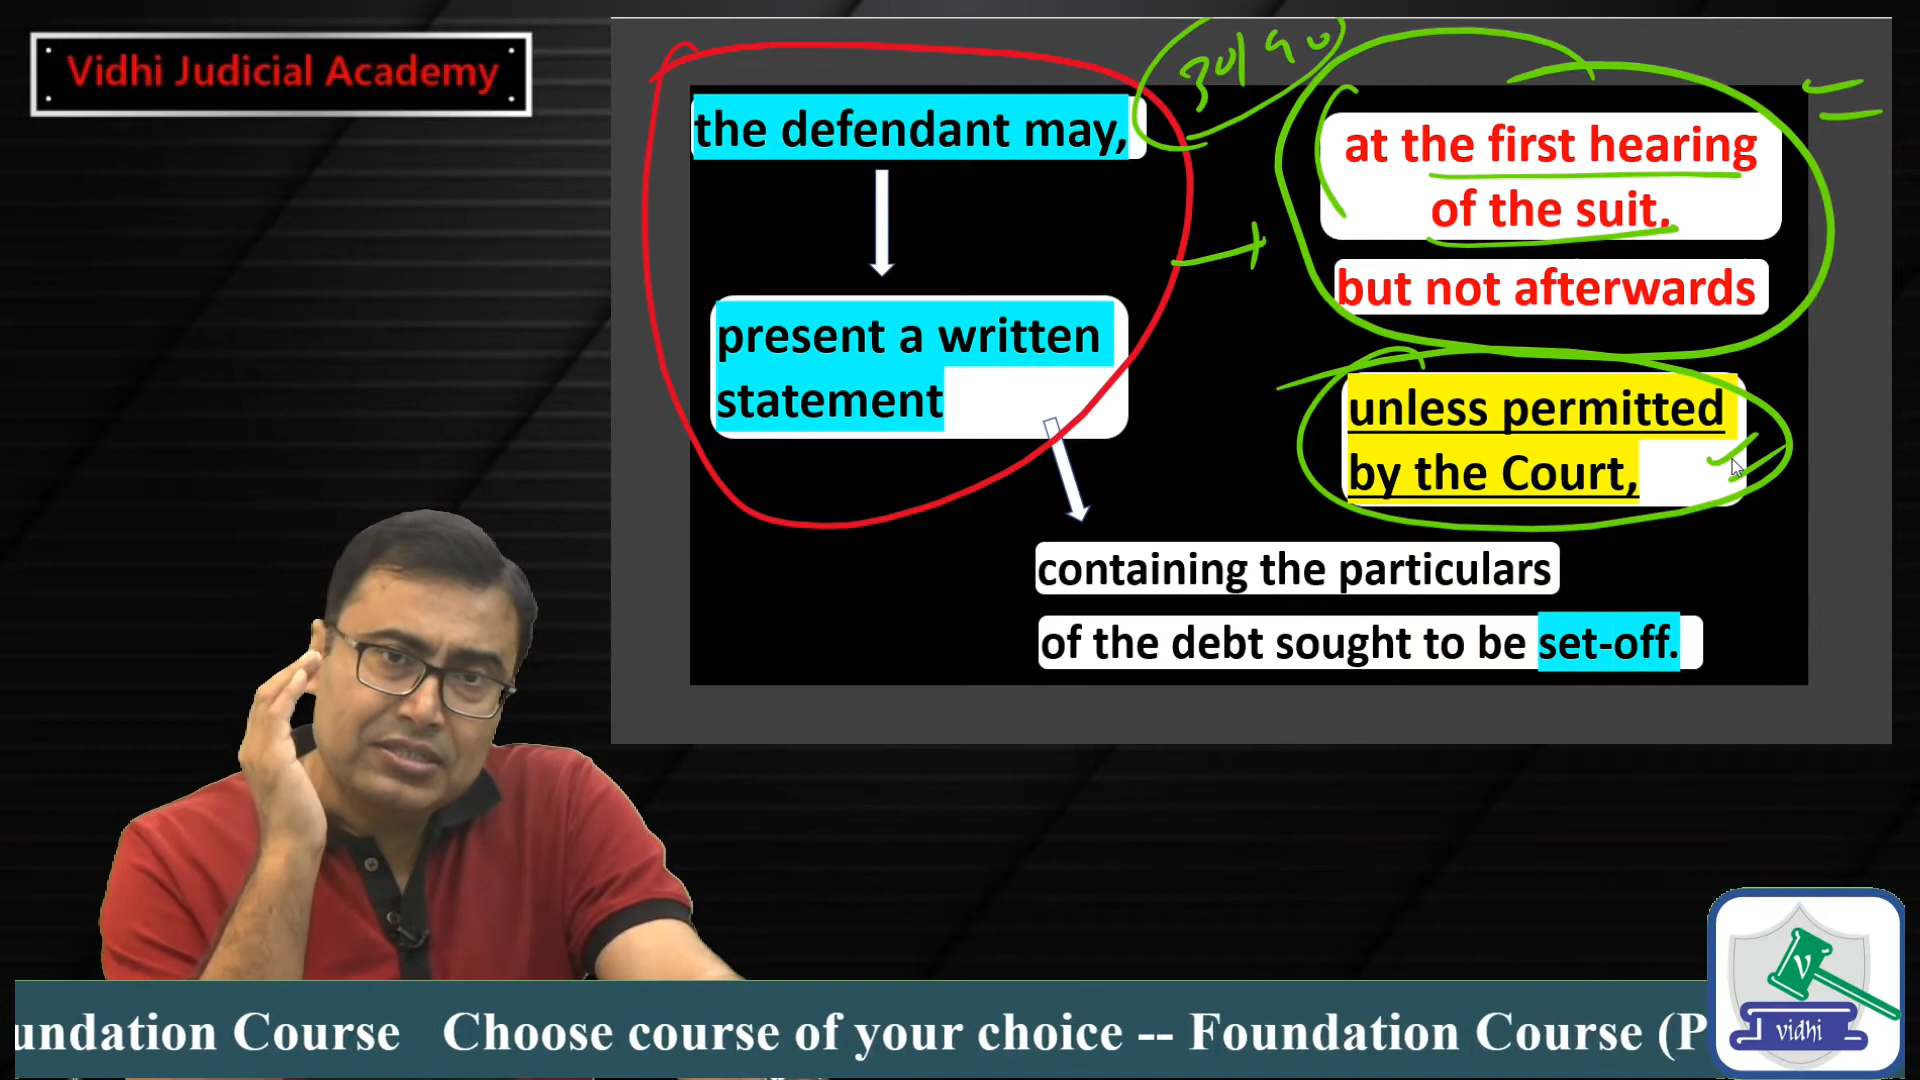 Vidhi Judicial Academy
30/90
the defendant may,
present a written
statement
at the first hearing
of the suit,
but not afterwards
unless permitted
by the Court,
containing the particulars
of the debt sought to be set-off.
undation Course Choose course of your choice -- Foundation Course (P
V
vidhi